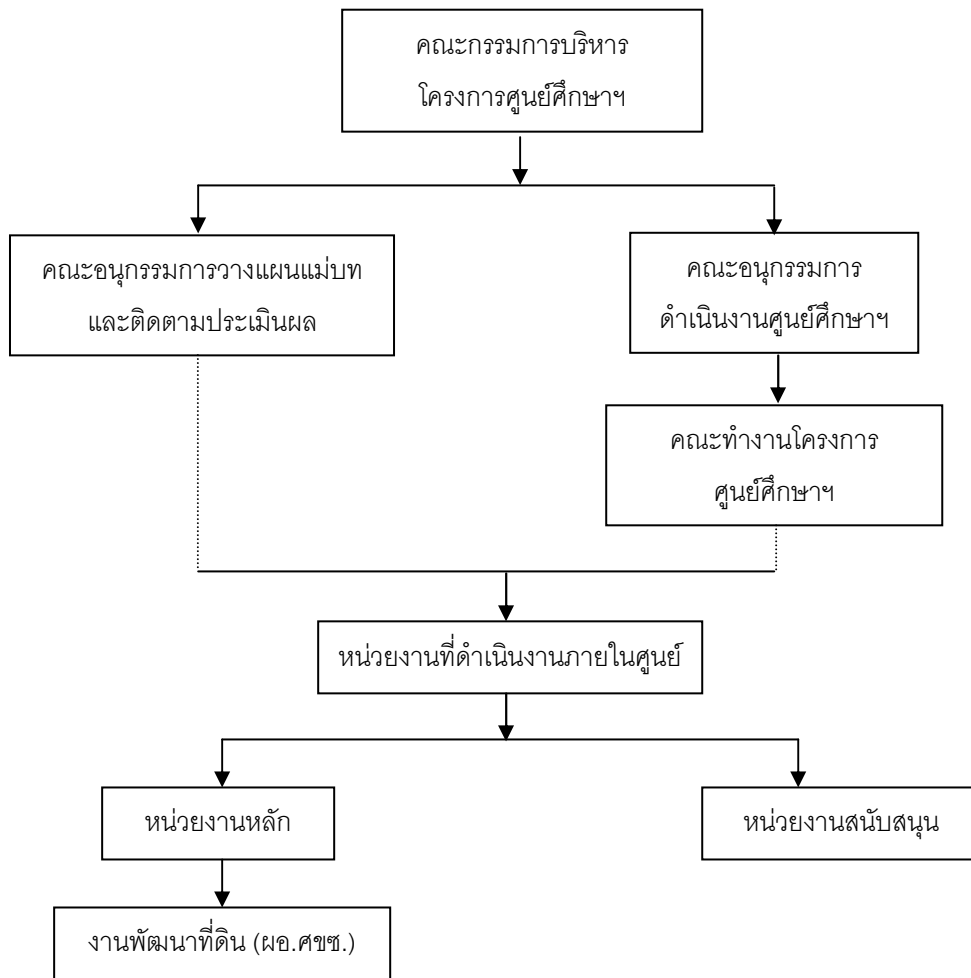 คณะกรรมการบริหาร
โครงการศูนย์ศึกษาฯ
คณะอนุกรรมการวางแผนแม่บท
และติดตามประเมินผล
คณะอนุกรรมการ
ดำเนินงานศูนย์ศึกษาฯ
คณะทำงานโครงการ
ศูนย์ศึกษาฯ
หน่วยงานที่ดำเนินงานภายในศูนย์
หน่วยงานหลัก
หน่วยงานสนับสนุน
งานพัฒนาที่ดิน (ผอ.ศขซ.)